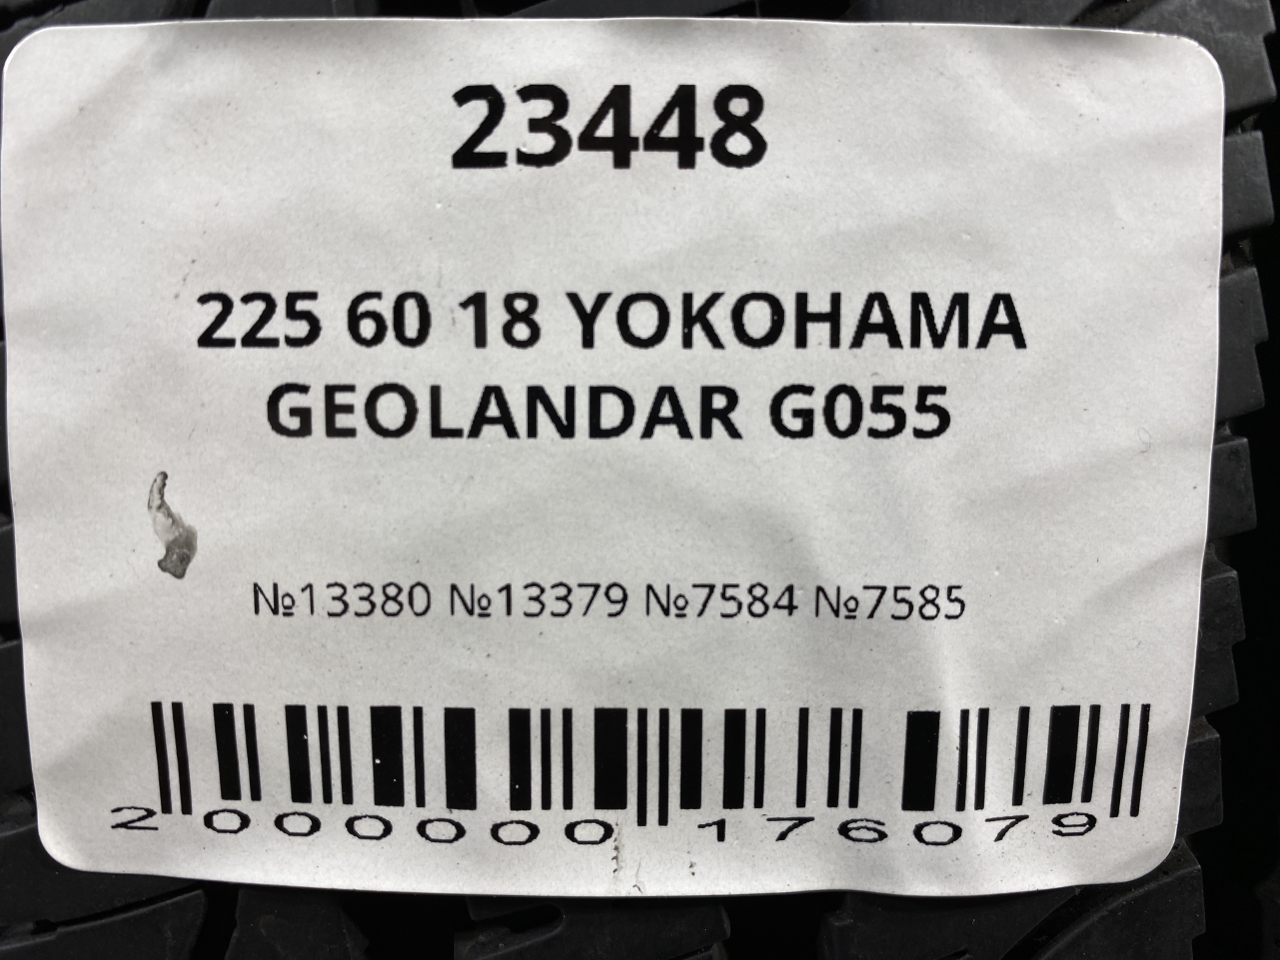 23448
225 60 18 YOKOHAMA
GEOLANDAR G055
№13380 №13379 №7584 №7585
2 000000 176079